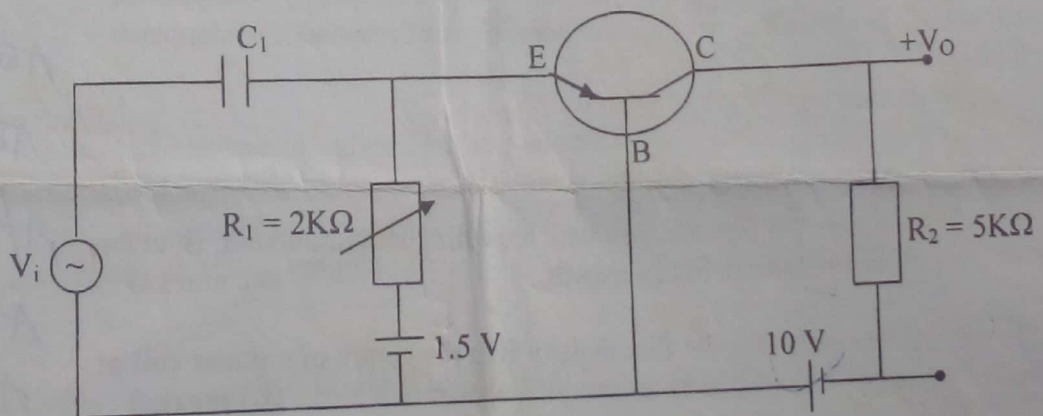 C₁
E
C
+Vo
B
R₁ = 2KΩ
R₂ = 5KΩ
Vᵢ
~
1.5 V
10 V